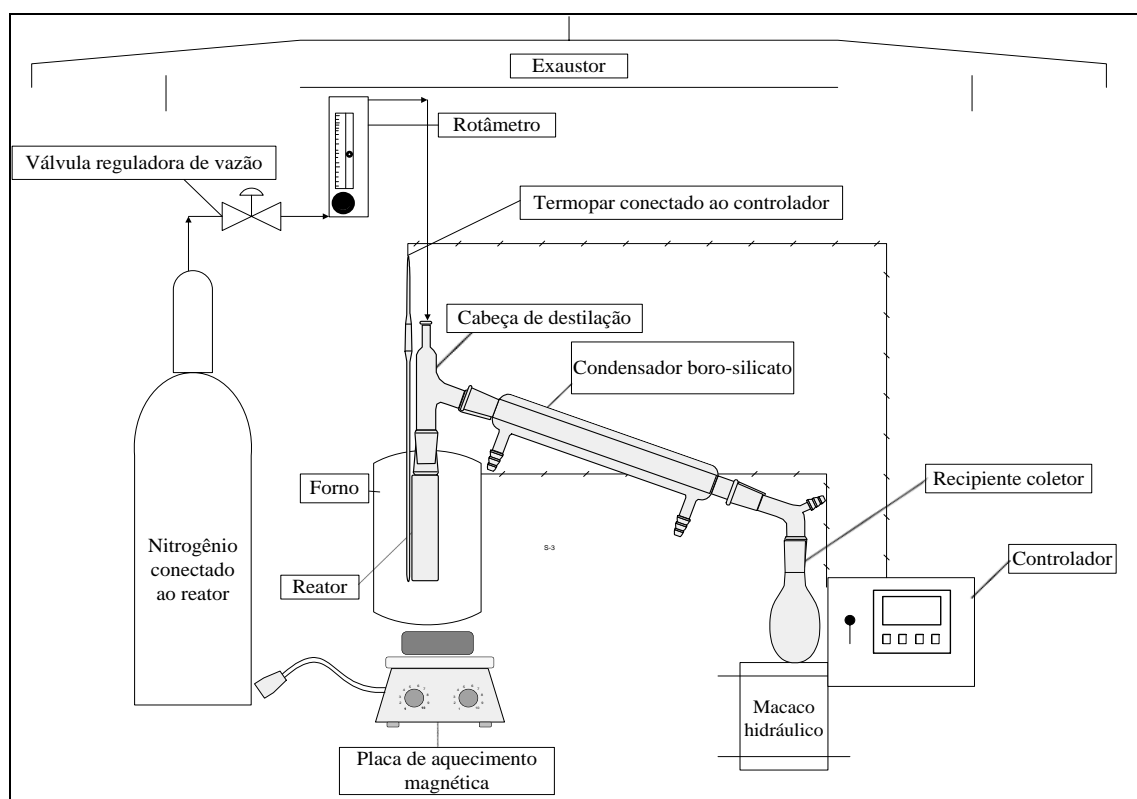 Exaustor
Rotâmetro
Válvula reguladora de vazão
Termopar conectado ao controlador
Cabeça de destilação
Condensador boro-silicato
Forno
Recipiente coletor
Nitrogênio
conectado
ao reator
S-3
Reator
Controlador
Macaco
hidráulico
Placa de aquecimento
magnética